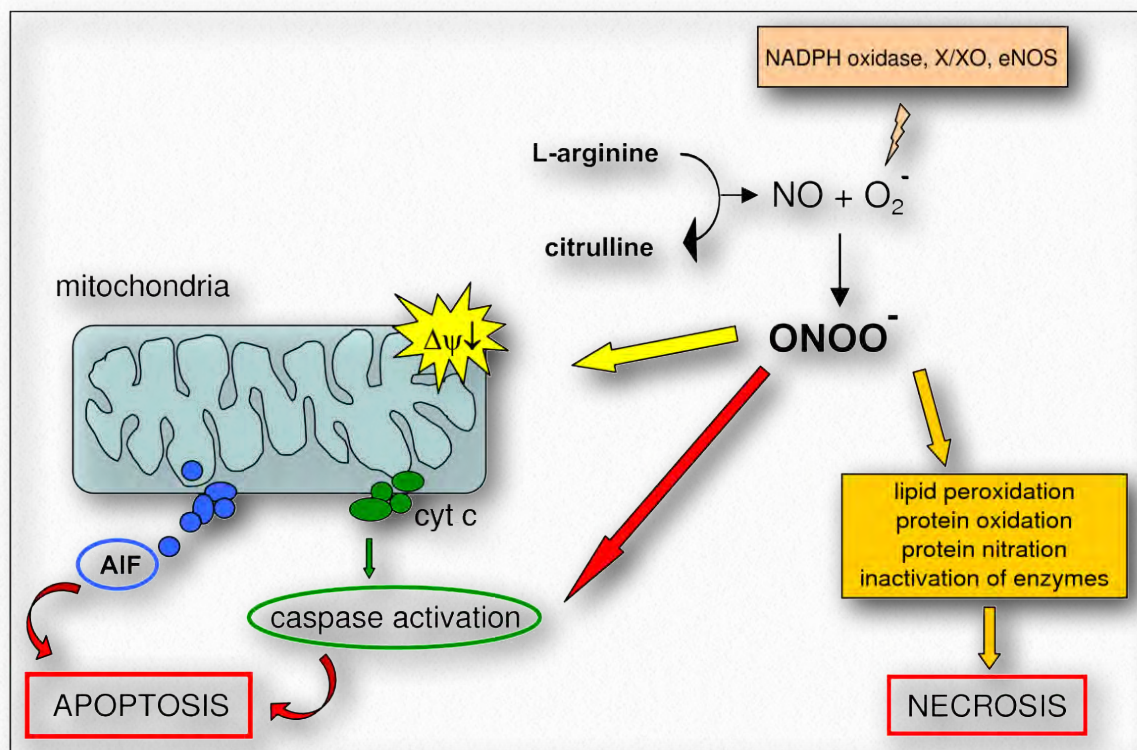 NADPH oxidase, X/XO, eNOS
L-arginine
NO + O₂⁻
citrulline
mitochondria
Δψ↓
ONOO⁻
lipid peroxidation
protein oxidation
protein nitration
inactivation of enzymes
cyt c
AIF
caspase activation
APOPTOSIS
NECROSIS